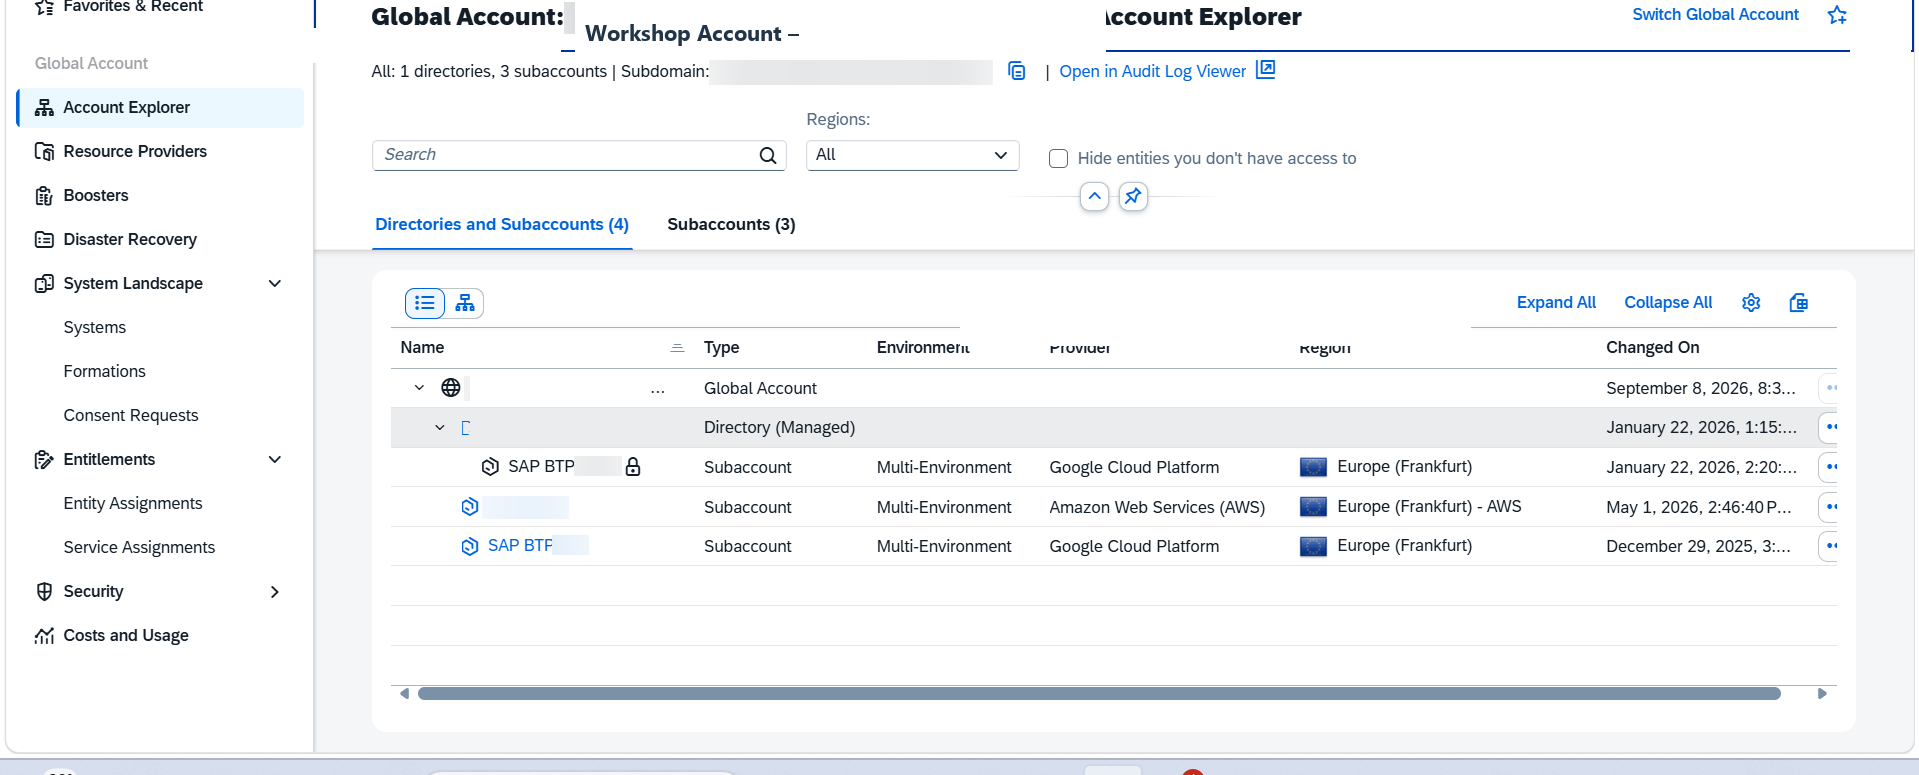 Favorites & Recent
Global Account
Account Explorer
Resource Providers
Boosters
Disaster Recovery
System Landscape
Systems
Formations
Consent Requests
Entitlements
Entity Assignments
Service Assignments
Security
Costs and Usage
Global Account: Workshop Account – Account Explorer
Switch Global Account
All: 1 directories, 3 subaccounts | Subdomain: | Open in Audit Log Viewer
Regions:
Search
All
Hide entities you don't have access to
Directories and Subaccounts (4) Subaccounts (3)
Expand All Collapse All
Name Type Environment Provider Region Changed On
... Global Account September 8, 2026, 8:3...
Directory (Managed) January 22, 2026, 1:15:...
SAP BTP Subaccount Multi-Environment Google Cloud Platform Europe (Frankfurt) January 22, 2026, 2:20:...
Subaccount Multi-Environment Amazon Web Services (AWS) Europe (Frankfurt) - AWS May 1, 2026, 2:46:40 P...
SAP BTP Subaccount Multi-Environment Google Cloud Platform Europe (Frankfurt) December 29, 2025, 3:...